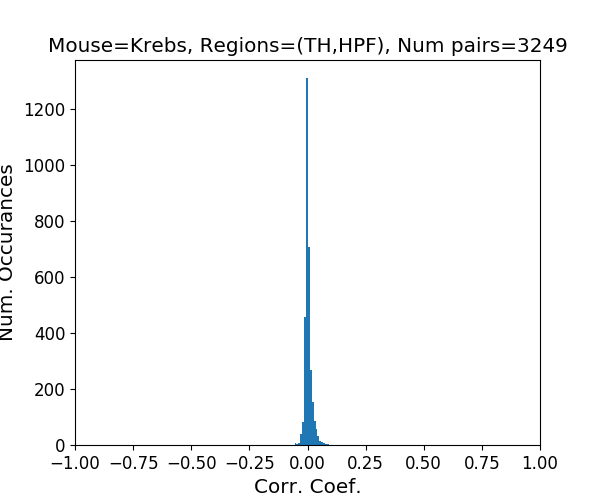 Mouse=Krebs, Regions=(TH,HPF), Num pairs=3249
Num. Occurances
1200
1000
800
600
400
200
0
−1.00 −0.75 −0.50 −0.25 0.00 0.25 0.50 0.75 1.00
Corr. Coef.